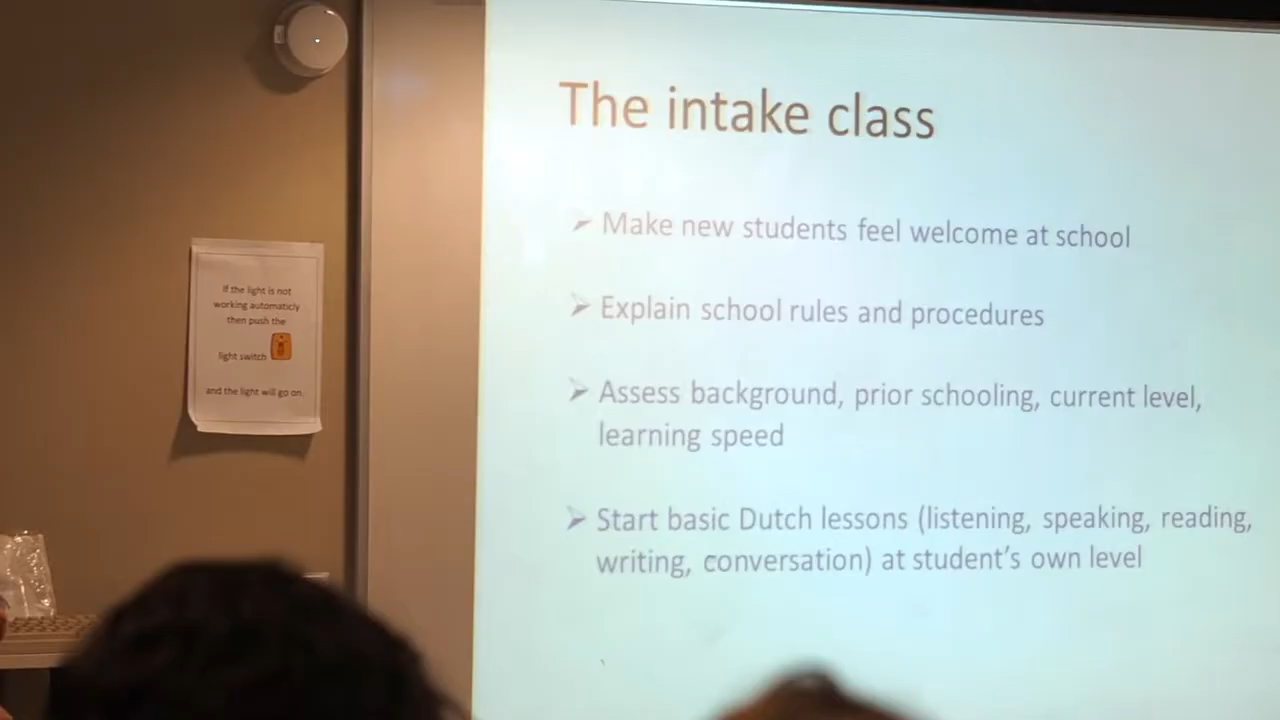 The intake class
Make new students feel welcome at school
Explain school rules and procedures
Assess background, prior schooling, current level,
learning speed
Start basic Dutch lessons (listening, speaking, reading,
writing, conversation) at student's own level
If the light is not
working automaticly
then push the
light switch
and the light will go on.